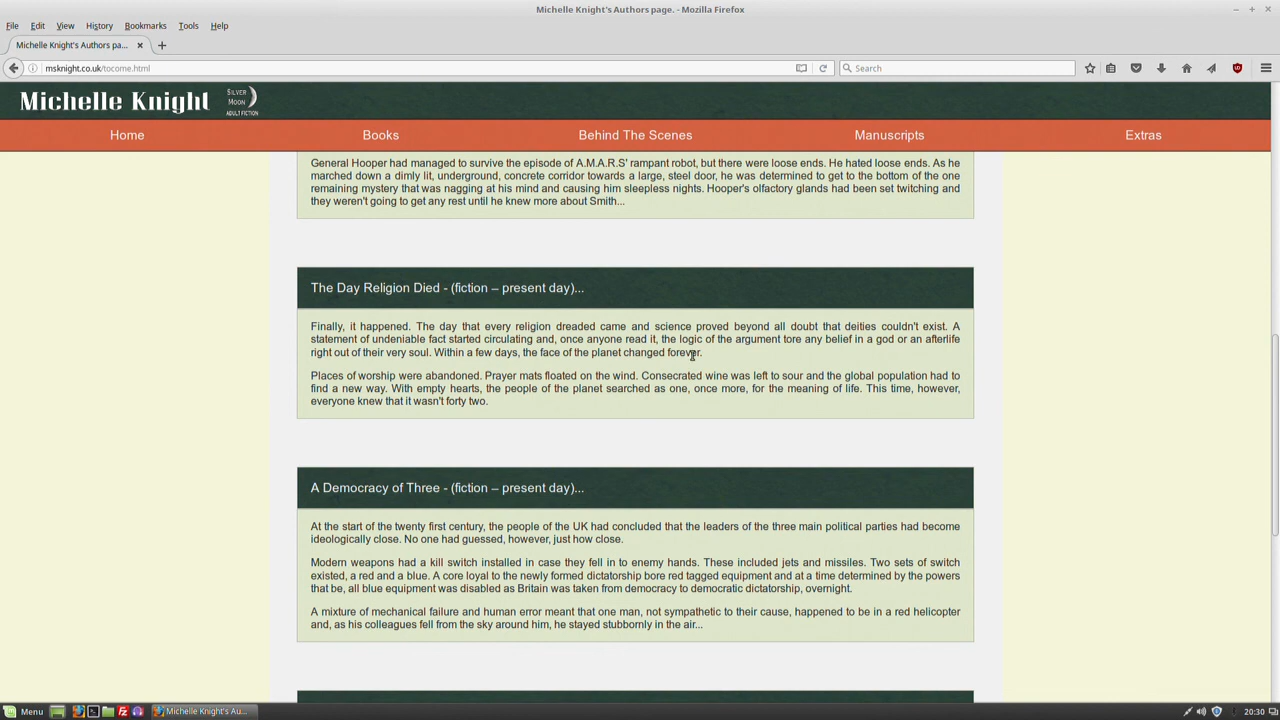 Michelle Knight's Authors page. - Mozilla Firefox
File Edit View History Bookmarks Tools Help
Michelle Knight's Authors pa...
msknight.co.uk/tocome.html
Search
Michelle Knight
SILVER
MOON
ADULT FICTION
Home Books Behind The Scenes Manuscripts Extras
General Hooper had managed to survive the episode of A.M.A.R.S' rampant robot, but there were loose ends. He hated loose ends. As he
marched down a dimly lit, underground, concrete corridor towards a large, steel door, he was determined to get to the bottom of the one
remaining mystery that was nagging at his mind and causing him sleepless nights. Hooper's olfactory glands had been set twitching and
they weren't going to get any rest until he knew more about Smith...
The Day Religion Died - (fiction – present day)...
Finally, it happened. The day that every religion dreaded came and science proved beyond all doubt that deities couldn't exist. A
statement of undeniable fact started circulating and, once anyone read it, the logic of the argument tore any belief in a god or an afterlife
right out of their very soul. Within a few days, the face of the planet changed forever.
Places of worship were abandoned. Prayer mats floated on the wind. Consecrated wine was left to sour and the global population had to
find a new way. With empty hearts, the people of the planet searched as one, once more, for the meaning of life. This time, however,
everyone knew that it wasn't forty two.
A Democracy of Three - (fiction – present day)...
At the start of the twenty first century, the people of the UK had concluded that the leaders of the three main political parties had become
ideologically close. No one had guessed, however, just how close.
Modern weapons had a kill switch installed in case they fell in to enemy hands. These included jets and missiles. Two sets of switch
existed, a red and a blue. A core loyal to the newly formed dictatorship bore red tagged equipment and at a time determined by the powers
that be, all blue equipment was disabled as Britain was taken from democracy to democratic dictatorship, overnight.
A mixture of mechanical failure and human error meant that one man, not sympathetic to their cause, happened to be in a red helicopter
and, as his colleagues fell from the sky around him, he stayed stubbornly in the air...
Menu
Michelle Knight's Au...
20:30